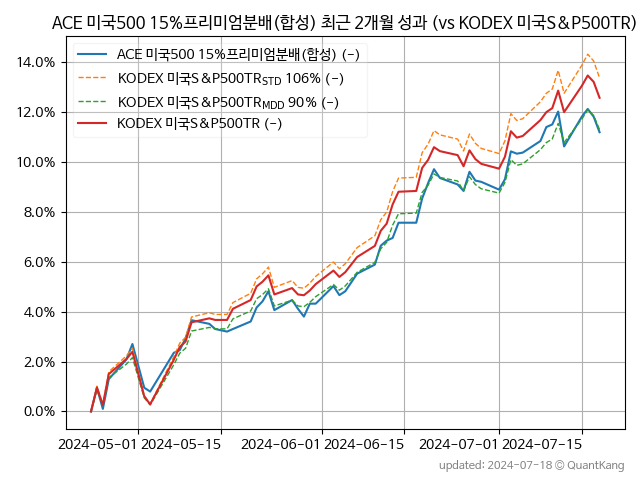 ACE 미국500 15%프리미엄분배(합성) 최근 2개월 성과 (vs KODEX 미국S&P500TR)
ACE 미국500 15%프리미엄분배(합성) (-)
KODEX 미국S&P500TR_STD 106% (-)
KODEX 미국S&P500TR_MDD 90% (-)
KODEX 미국S&P500TR (-)
14.0%
12.0%
10.0%
8.0%
6.0%
4.0%
2.0%
0.0%
2024-05-01 2024-05-15 2024-06-01 2024-06-15 2024-07-01 2024-07-15
updated: 2024-07-18 © QuantKang